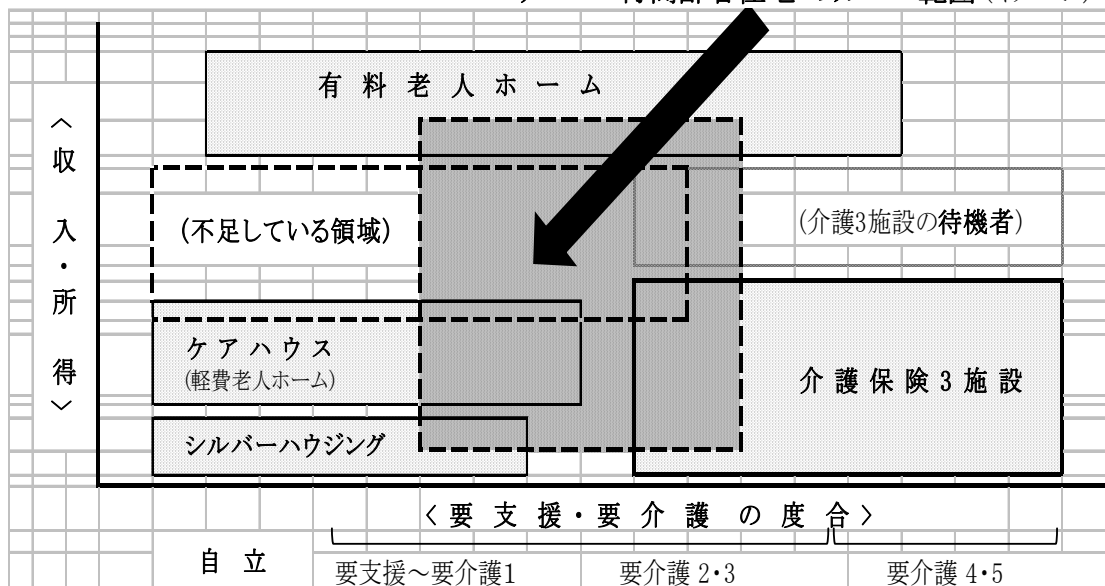 有料老人ホーム
〈収入・所得〉
(不足している領域)
(介護3施設の待機者)
ケアハウス
(軽費老人ホーム)
介護保険3施設
シルバーハウジング
〈要支援・要介護の度合〉
自立
要支援～要介護1
要介護 2・3
要介護 4・5